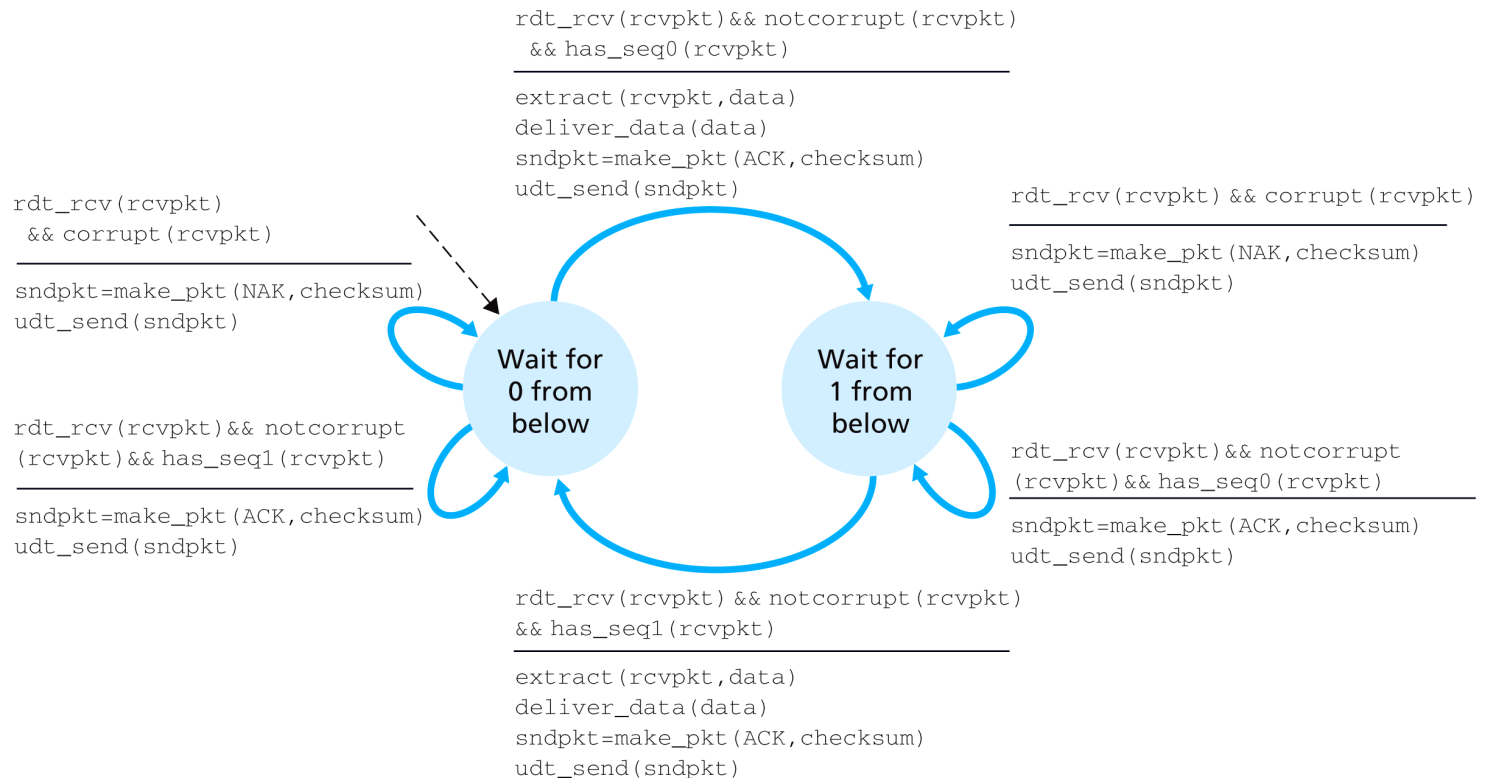 rdt_rcv(rcvpkt)&& notcorrupt(rcvpkt)
&& has_seq0(rcvpkt)
extract(rcvpkt,data)
deliver_data(data)
sndpkt=make_pkt(ACK,checksum)
udt_send(sndpkt)
rdt_rcv(rcvpkt)
&& corrupt(rcvpkt)
sndpkt=make_pkt(NAK,checksum)
udt_send(sndpkt)
rdt_rcv(rcvpkt) && corrupt(rcvpkt)
sndpkt=make_pkt(NAK,checksum)
udt_send(sndpkt)
Wait for
0 from
below
Wait for
1 from
below
rdt_rcv(rcvpkt)&& notcorrupt
(rcvpkt)&& has_seq1(rcvpkt)
sndpkt=make_pkt(ACK,checksum)
udt_send(sndpkt)
rdt_rcv(rcvpkt)&& notcorrupt
(rcvpkt)&& has_seq0(rcvpkt)
sndpkt=make_pkt(ACK,checksum)
udt_send(sndpkt)
rdt_rcv(rcvpkt) && notcorrupt(rcvpkt)
&& has_seq1(rcvpkt)
extract(rcvpkt,data)
deliver_data(data)
sndpkt=make_pkt(ACK,checksum)
udt_send(sndpkt)